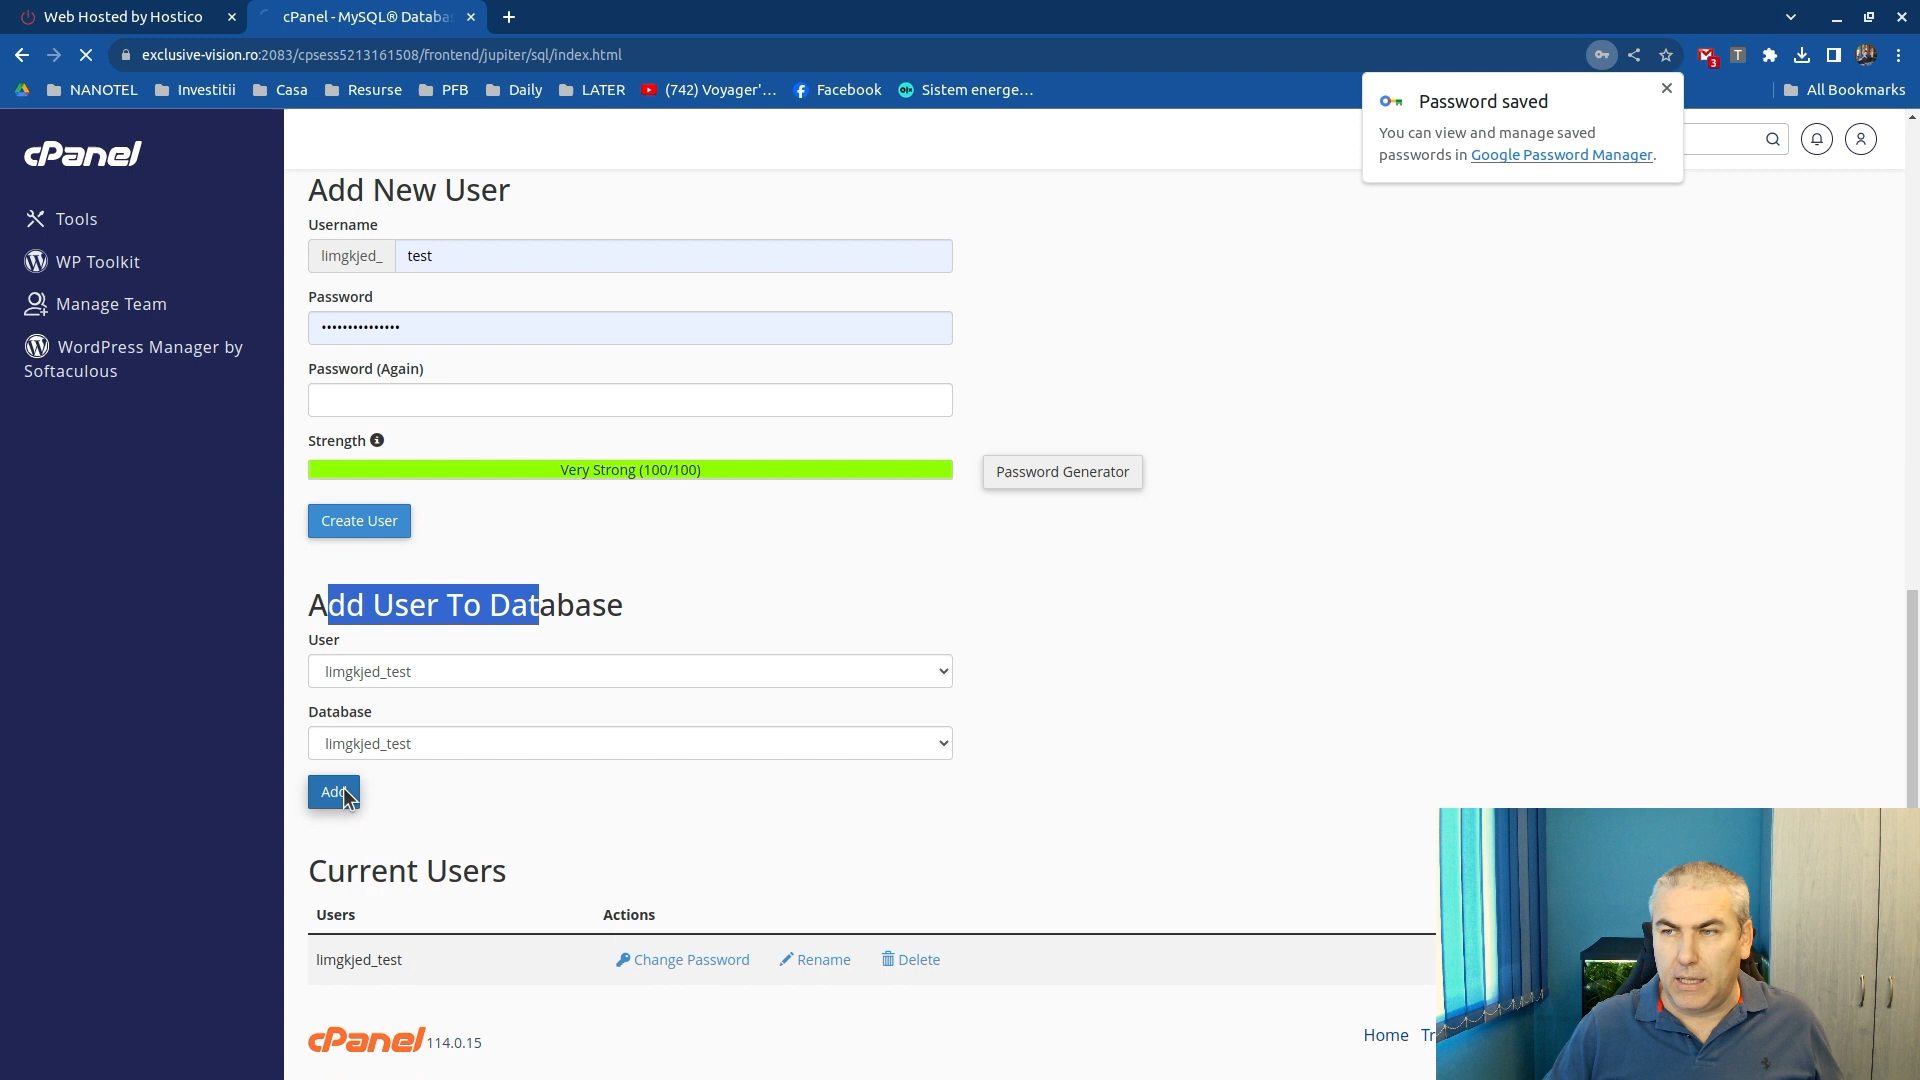 Web Hosted by Hostico
cPanel - MySQL® Databa
exclusive-vision.ro:2083/cpsess5213161508/frontend/jupiter/sql/index.html
3
T
NANOTEL
Investitii
Casa
Resurse
PFB
Daily
LATER
(742) Voyager'...
Facebook
Sistem energe...
All Bookmarks
Password saved
You can view and manage saved
passwords in Google Password Manager.
cPanel
Tools
WP Toolkit
Manage Team
WordPress Manager by
Softaculous
Add New User
Username
limgkjed_ test
Password
•••••••••••••••
Password (Again)
Strength
Very Strong (100/100)
Password Generator
Create User
Add User To Database
User
limgkjed_test
Database
limgkjed_test
Add
Current Users
Users Actions
limgkjed_test Change Password Rename Delete
cPanel 114.0.15
Home Tr